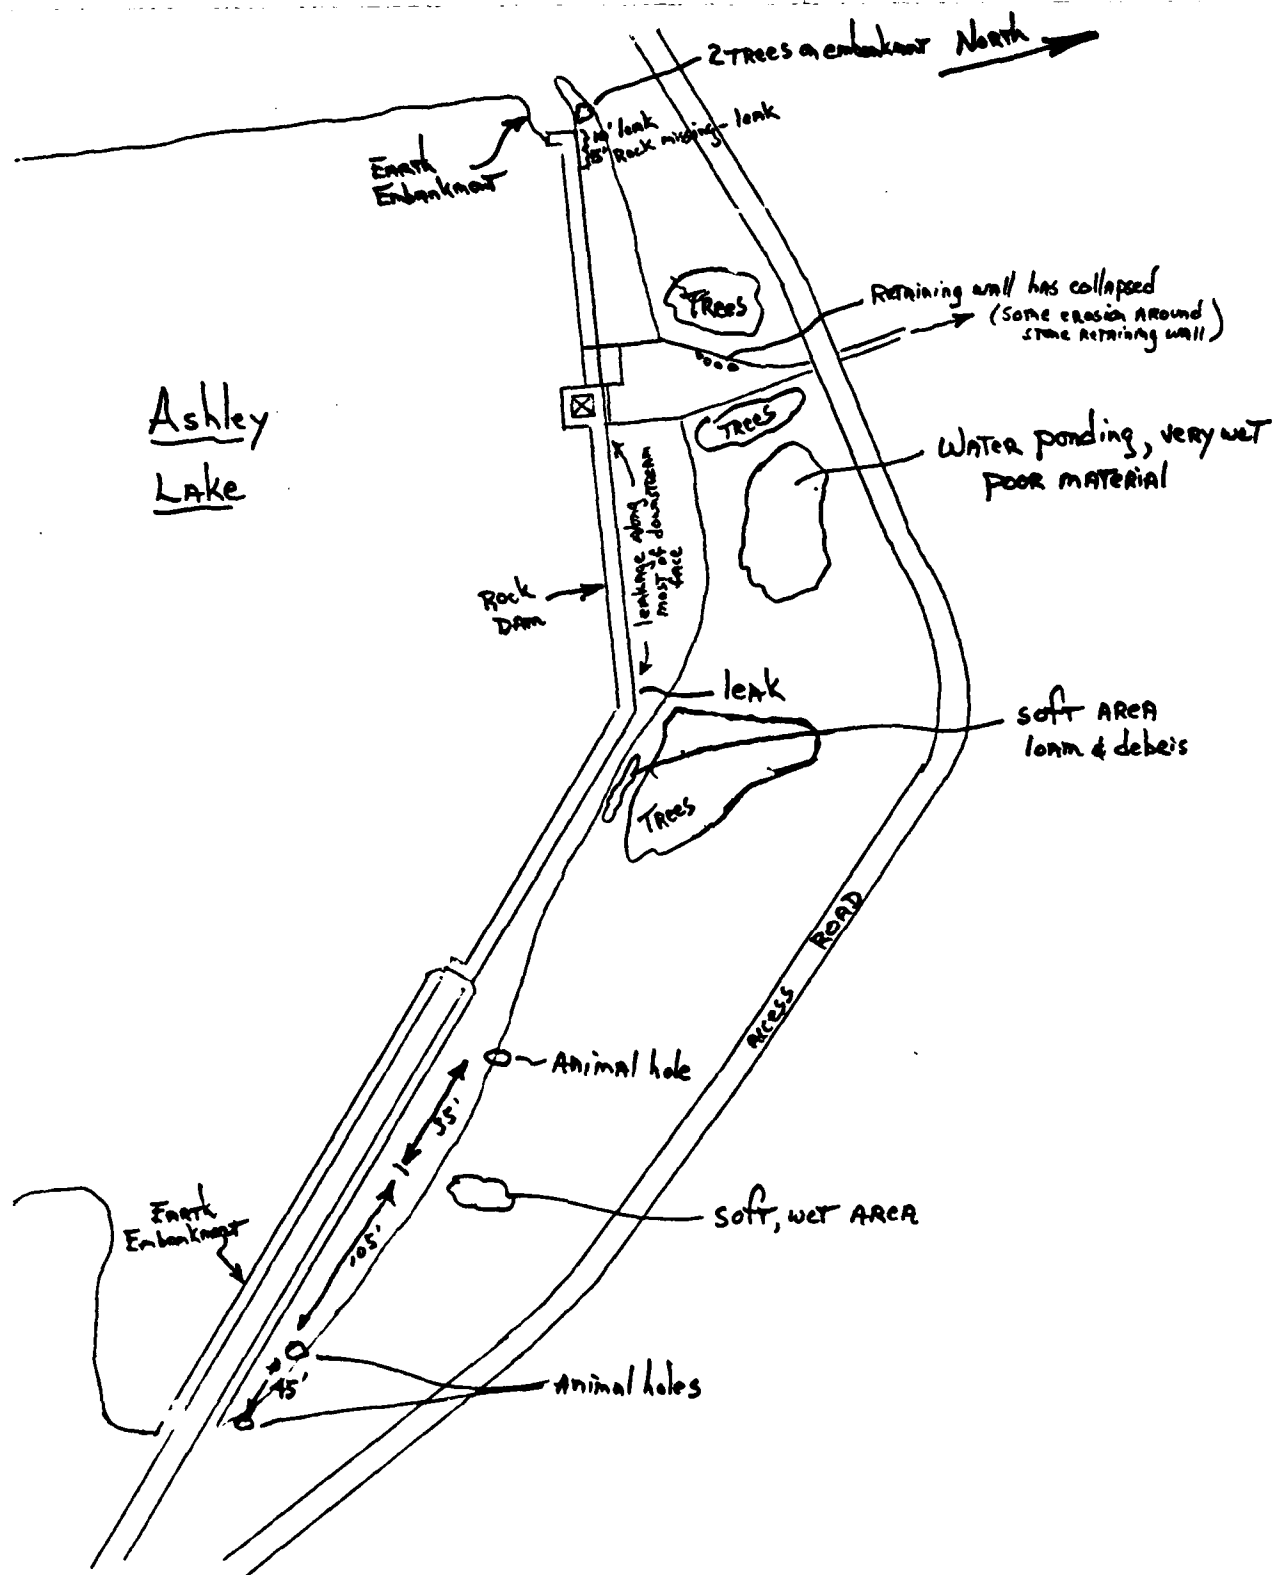 2 TREES on embankment
NORTH
10' leak
8' Rock missing - leak
EARTH
Embankment
TREES
Retaining wall has collapsed
(Some erosion around
stone retaining wall)
Ashley
Lake
TREES
WATER ponding, very wet
poor material
leakage along
most of downstream
face
Rock
DAM
leak
soft AREA
loam & debris
TREES
ACCESS ROAD
Animal hole
35'
105'
soft, wet AREA
EARTH
Embankment
45'
Animal holes